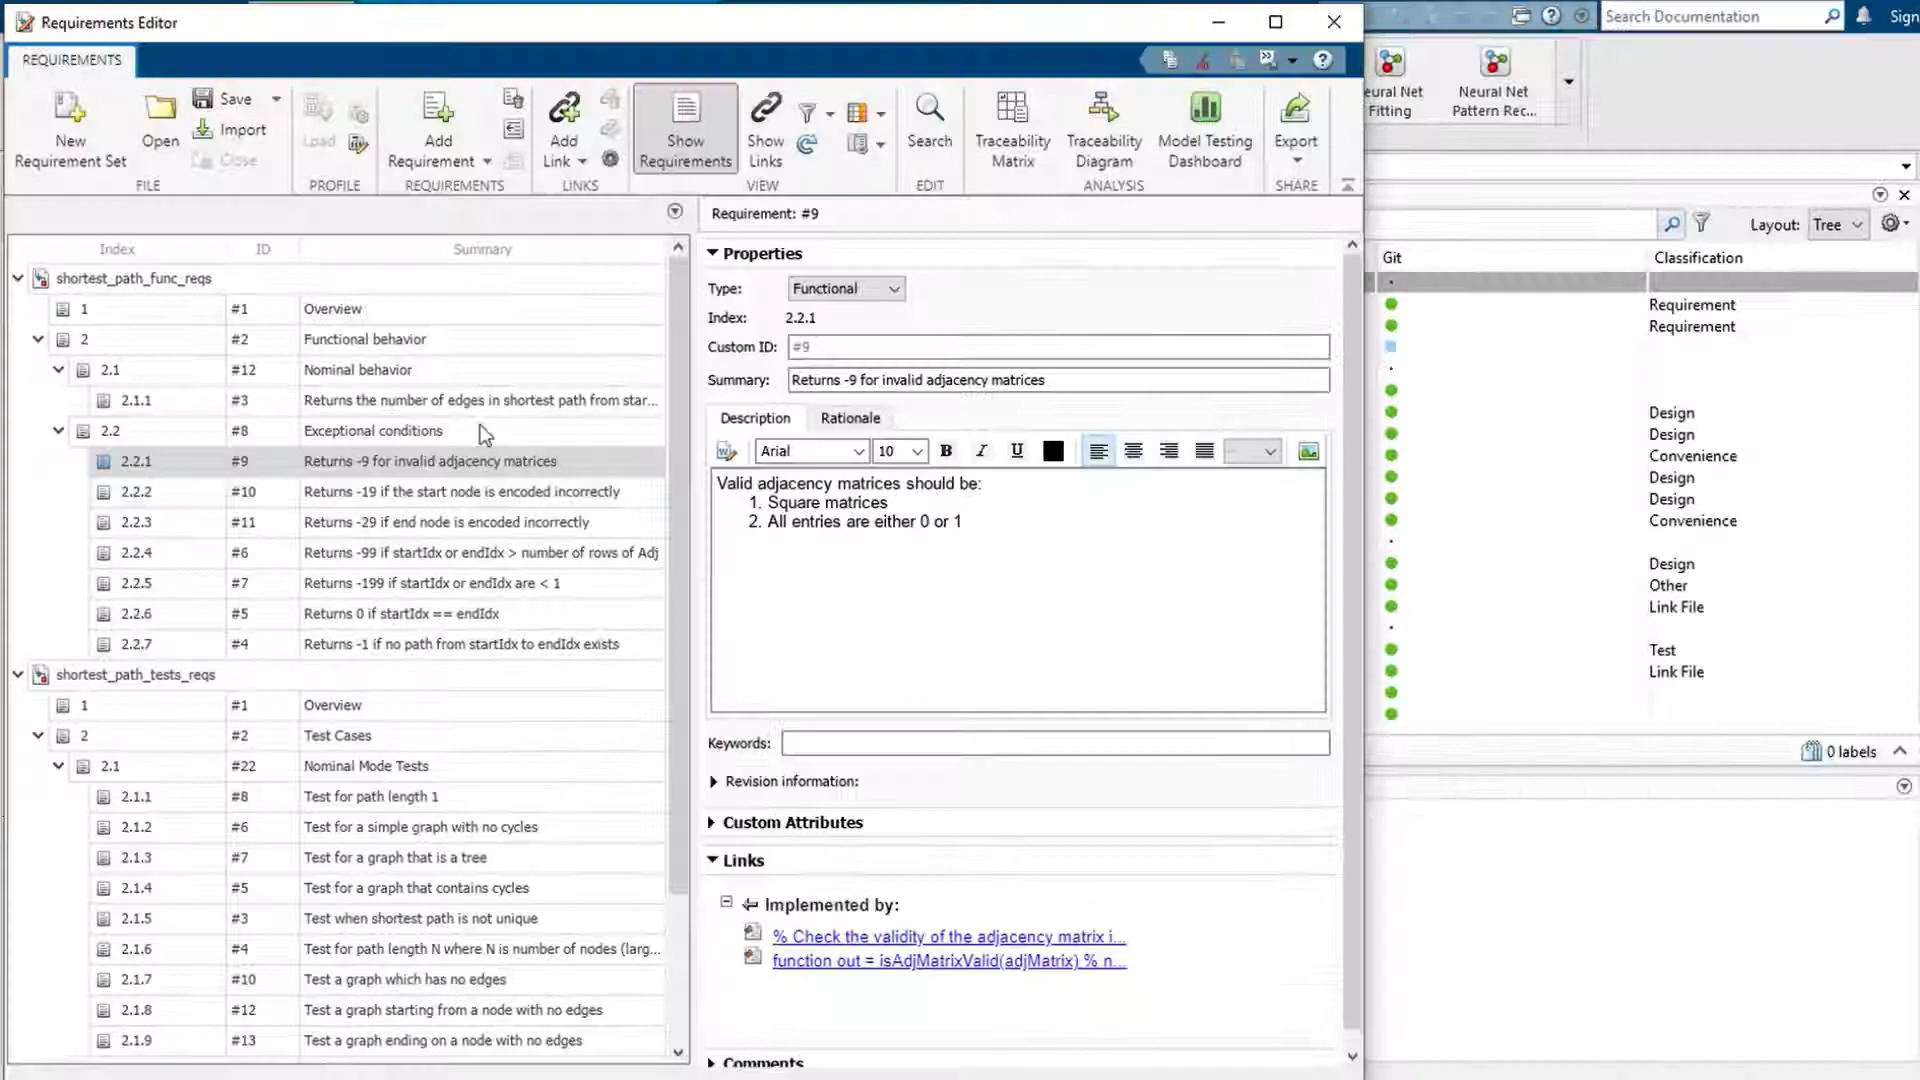 Requirements Editor
Search Documentation
Sign
REQUIREMENTS
New
Requirement Set
Open
Save
Import
Close
FILE
Load
PROFILE
Add
Requirement
REQUIREMENTS
Add
Link
LINKS
Show
Requirements
Show
Links
VIEW
Search
EDIT
Traceability
Matrix
Traceability
Diagram
Model Testing
Dashboard
ANALYSIS
Export
SHARE
eural Net
Fitting
Neural Net
Pattern Rec...
Layout: Tree
Index ID Summary
shortest_path_func_reqs
1 #1 Overview
2 #2 Functional behavior
2.1 #12 Nominal behavior
2.1.1 #3 Returns the number of edges in shortest path from star...
2.2 #8 Exceptional conditions
2.2.1 #9 Returns -9 for invalid adjacency matrices
2.2.2 #10 Returns -19 if the start node is encoded incorrectly
2.2.3 #11 Returns -29 if end node is encoded incorrectly
2.2.4 #6 Returns -99 if startIdx or endIdx > number of rows of Adj
2.2.5 #7 Returns -199 if startIdx or endIdx are < 1
2.2.6 #5 Returns 0 if startIdx == endIdx
2.2.7 #4 Returns -1 if no path from startIdx to endIdx exists
shortest_path_tests_reqs
1 #1 Overview
2 #2 Test Cases
2.1 #22 Nominal Mode Tests
2.1.1 #8 Test for path length 1
2.1.2 #6 Test for a simple graph with no cycles
2.1.3 #7 Test for a graph that is a tree
2.1.4 #5 Test for a graph that contains cycles
2.1.5 #3 Test when shortest path is not unique
2.1.6 #4 Test for path length N where N is number of nodes (larg...
2.1.7 #10 Test a graph which has no edges
2.1.8 #12 Test a graph starting from a node with no edges
2.1.9 #13 Test a graph ending on a node with no edges
Requirement: #9
Properties
Type: Functional
Index: 2.2.1
Custom ID: #9
Summary: Returns -9 for invalid adjacency matrices
Description Rationale
Arial 10 B I U
Valid adjacency matrices should be:
1. Square matrices
2. All entries are either 0 or 1
Keywords:
Revision information:
Custom Attributes
Links
Implemented by:
% Check the validity of the adjacency matrix i...
function out = isAdjMatrixValid(adjMatrix) % n...
Comments
Git Classification
Requirement
Requirement
Design
Design
Convenience
Design
Design
Convenience
Design
Other
Link File
Test
Link File
0 labels